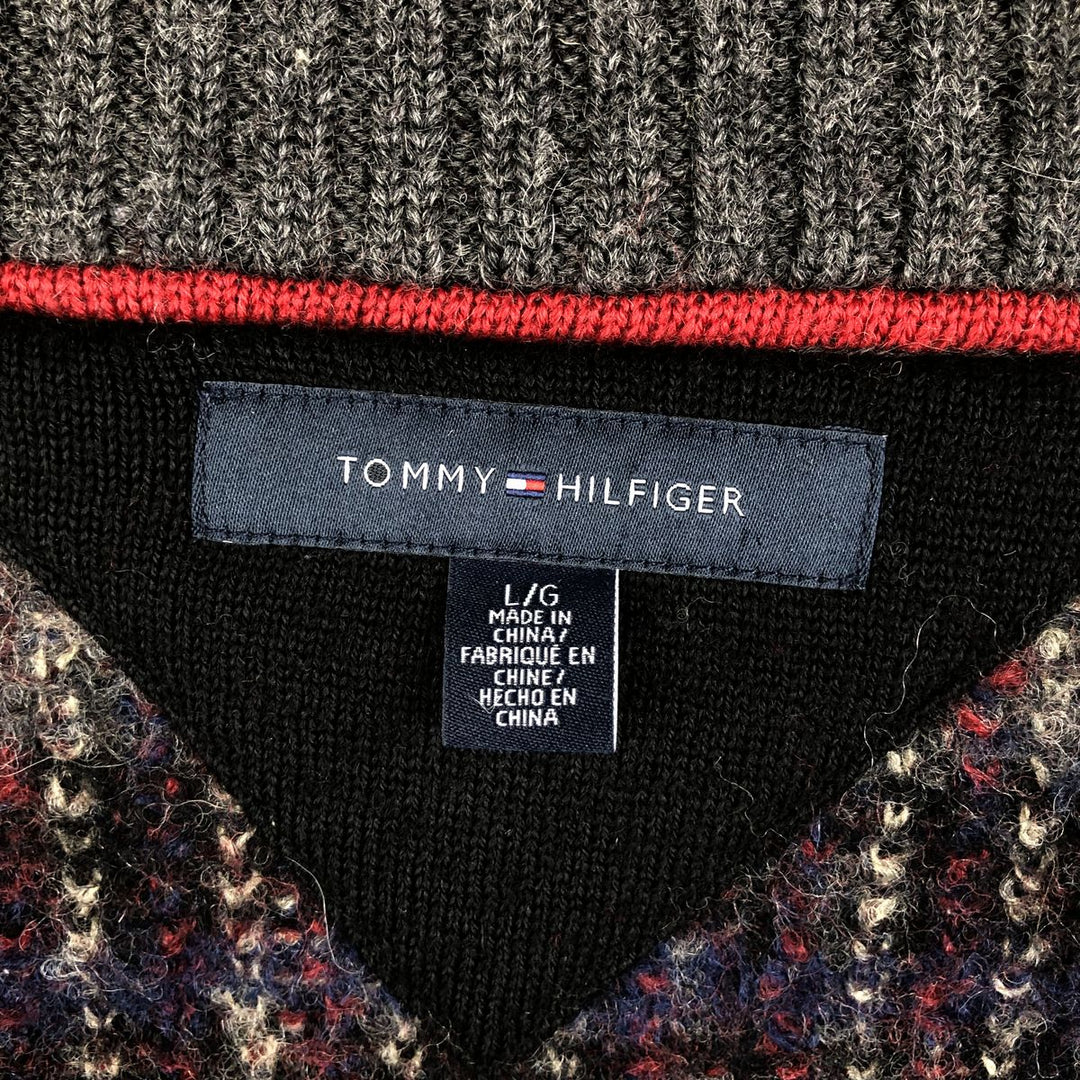 TOMMY HILFIGER
L/G
MADE IN
CHINA/
FABRIQUÉ EN
CHINE/
HECHO EN
CHINA